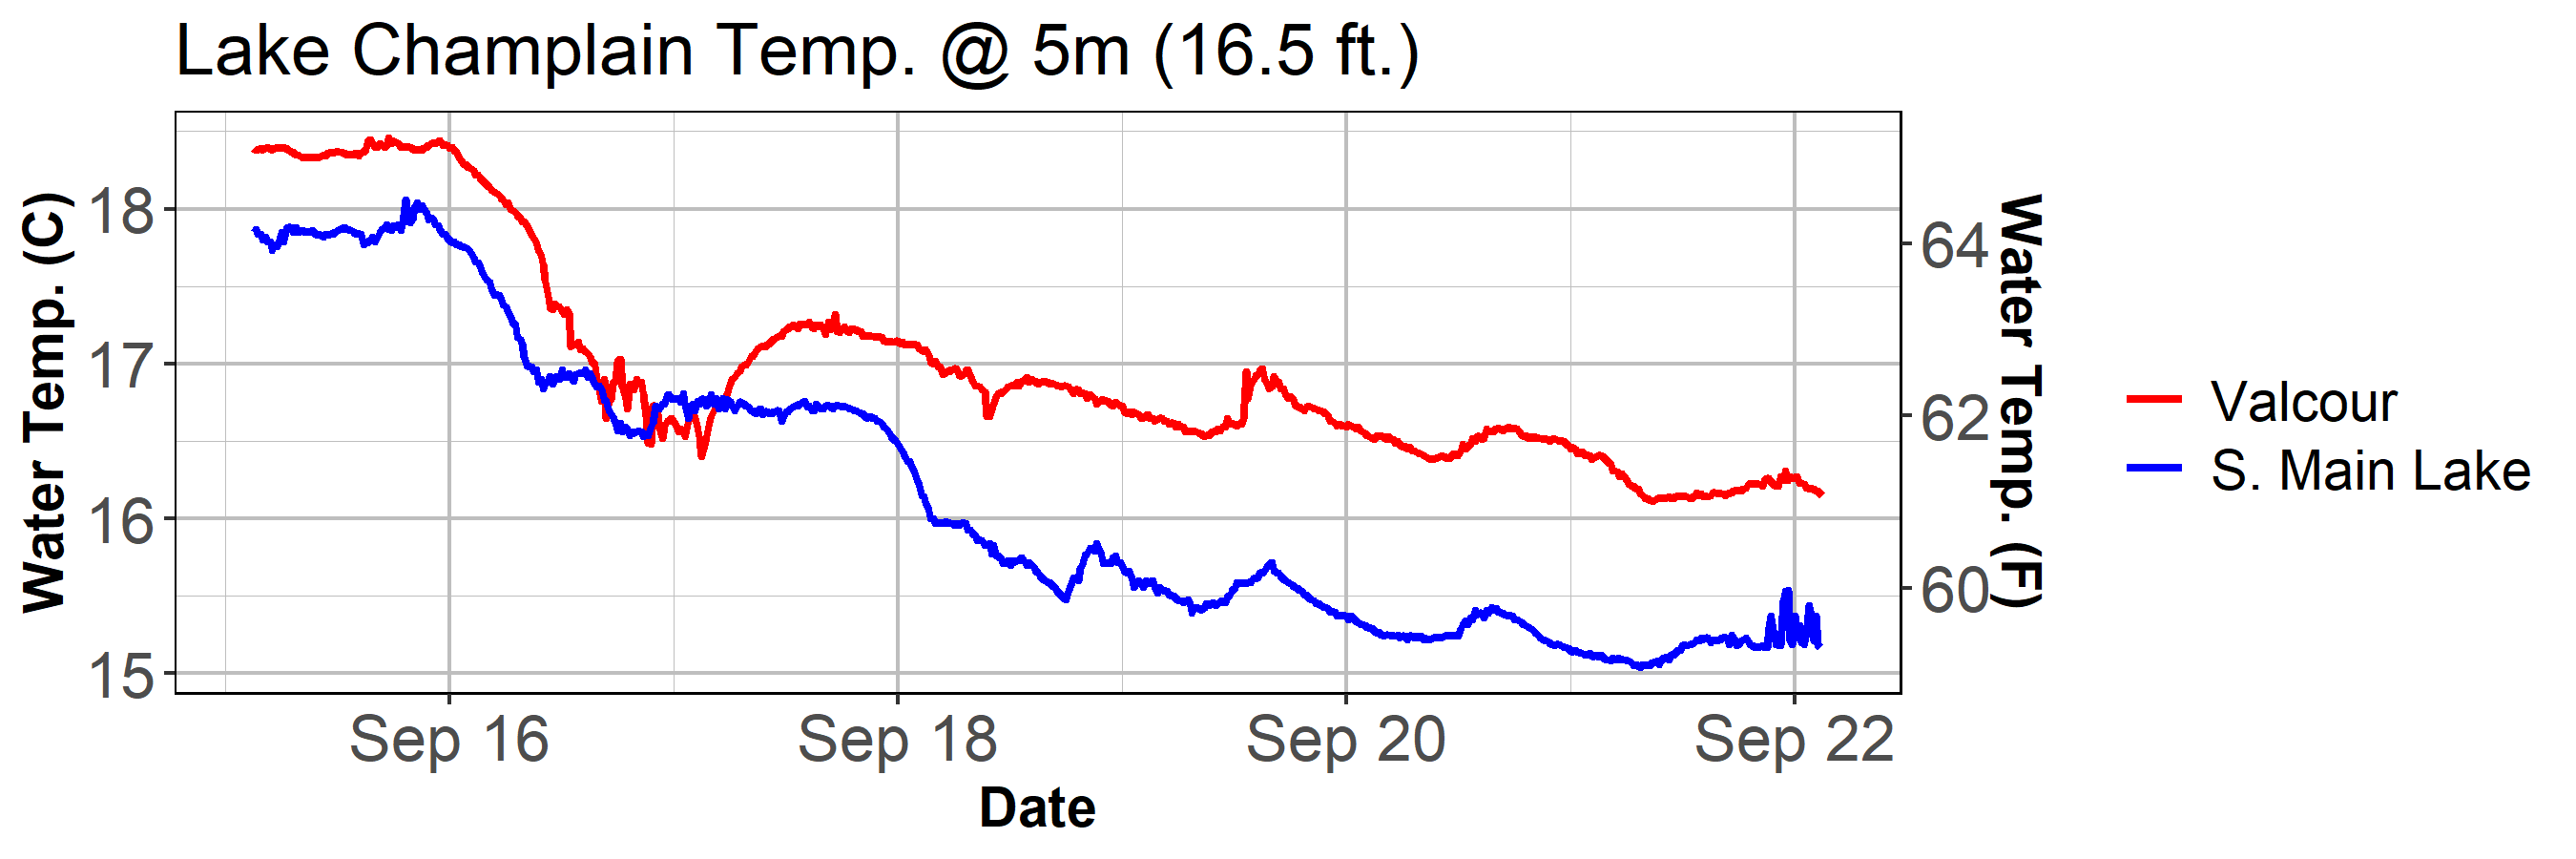 Lake Champlain Temp. @ 5m (16.5 ft.)
Water Temp. (C)
18
17
16
15
64
62
60
Water Temp. (F)
Sep 16
Sep 18
Sep 20
Sep 22
Date
Valcour
S. Main Lake